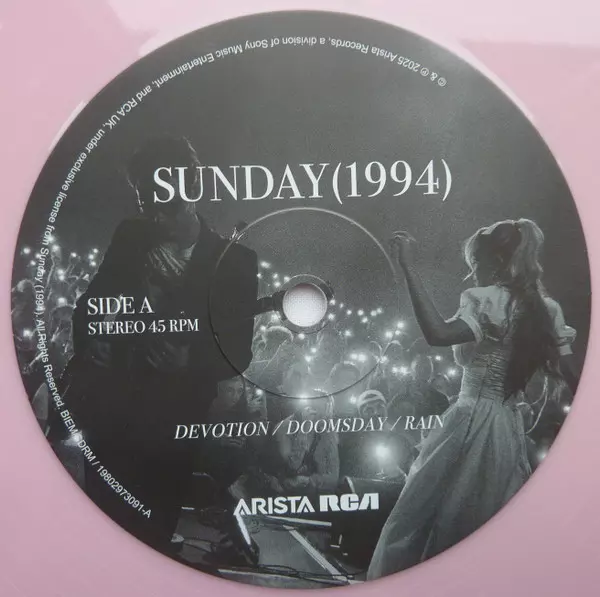 SUNDAY(1994)
SIDE A
STEREO 45 RPM
DEVOTION / DOOMSDAY / RAIN
ARISTA RCA
© & ℗ 2025 Arista Records, a division of Sony Music Entertainment, and RCA UK, under exclusive license from Sunday (1994). All Rights Reserved. BIEM/GDRM / 19802973091-A